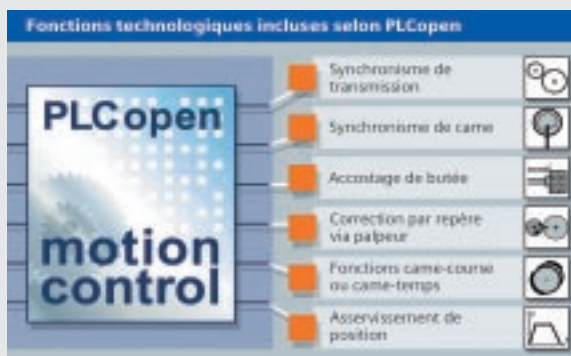 Fonctions technologiques incluses selon PLCopen
PLCopen
motion
control
Synchronisme de
transmission
Synchronisme de came
Accostage de butée
Correction par repère
via palpeur
Fonctions came-course
ou came-temps
Asservissement de
position